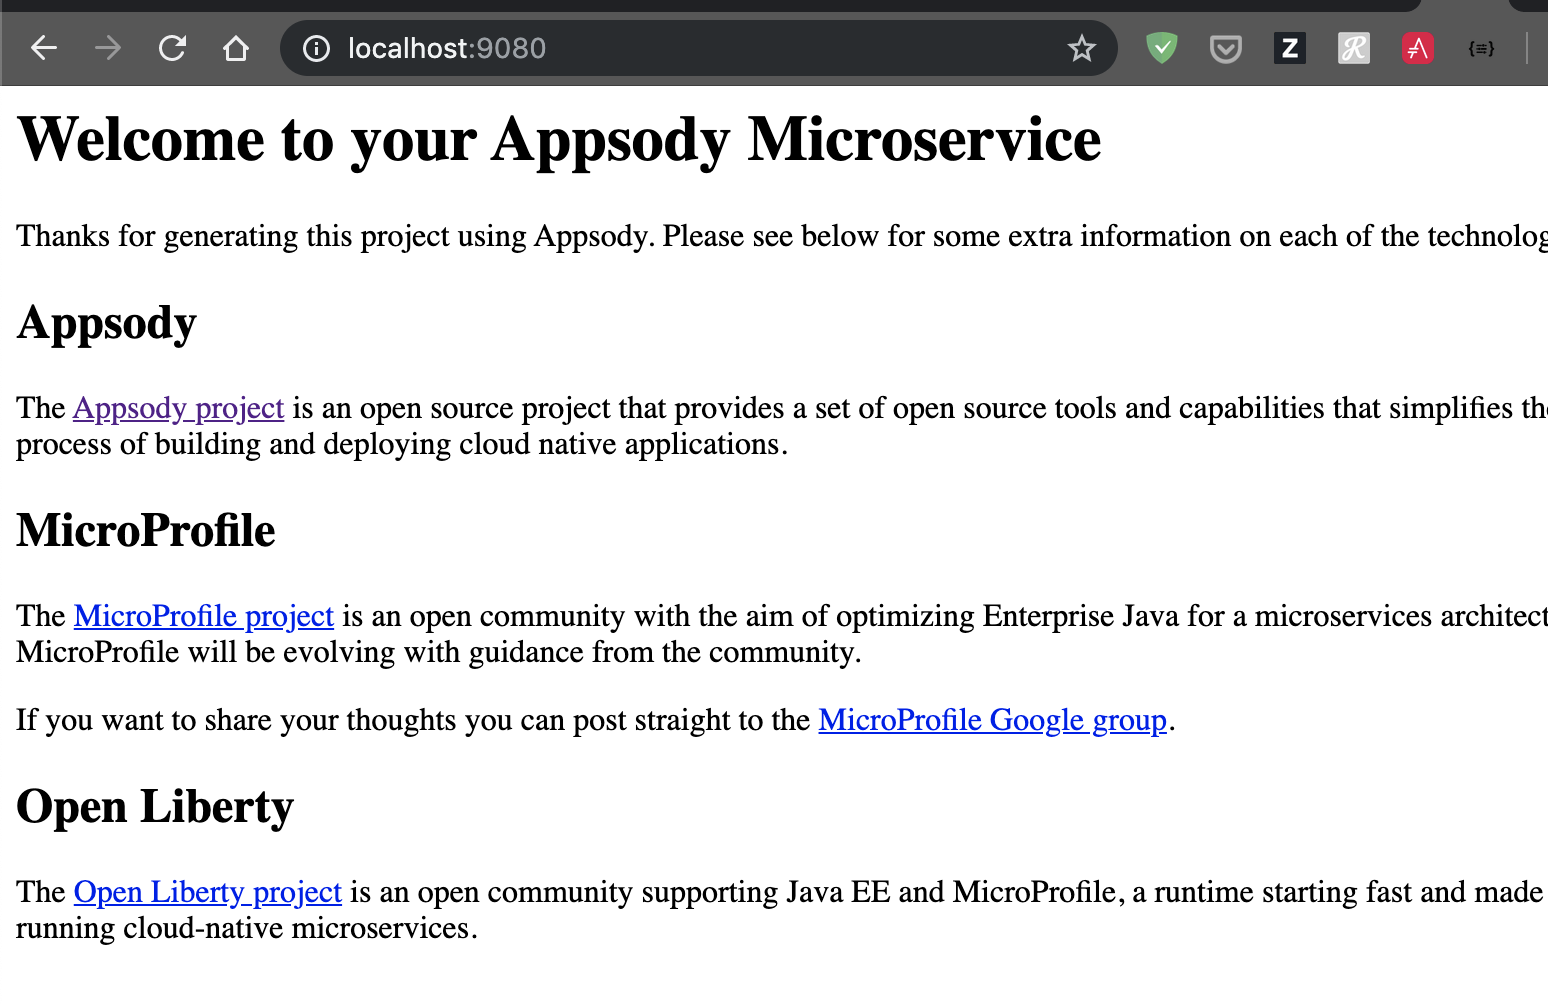 localhost:9080
Welcome to your Appsody Microservice
Thanks for generating this project using Appsody. Please see below for some extra information on each of the
Appsody
The Appsody project is an open source project that provides a set of open source tools and capabilities that simplifies
process of building and deploying cloud native applications.
MicroProfile
The MicroProfile project is an open community with the aim of optimizing Enterprise Java for a microservices
MicroProfile will be evolving with guidance from the community.
If you want to share your thoughts you can post straight to the MicroProfile Google group.
Open Liberty
The Open Liberty project is an open community supporting Java EE and MicroProfile, a runtime starting fast and made
running cloud-native microservices.